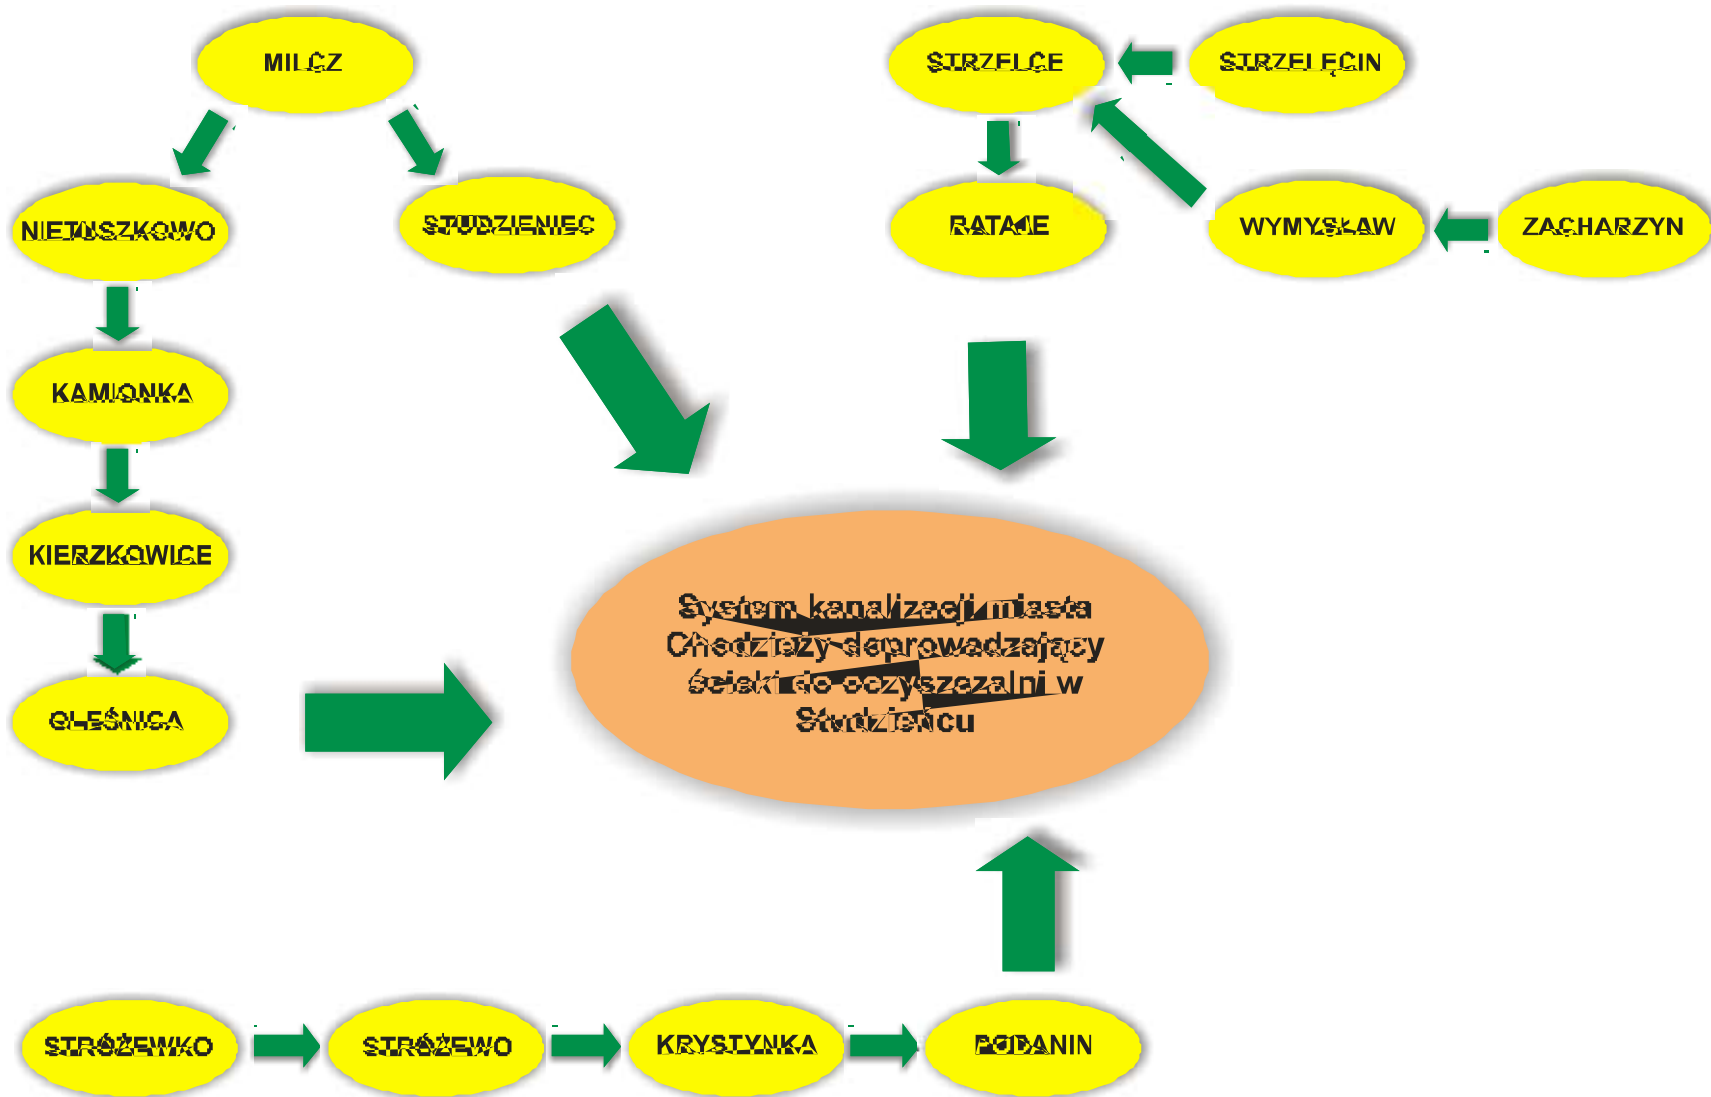 MILCZ
STRZELCE
STRZELĘCIN
NIETUSZKOWO
STUDZIENIEC
RATAJE
WYMYSŁAW
ZACHARZYN
KAMIONKA
KIERZKOWICE
OLEŚNICA
System kanalizacji miasta
Chodzieży doprowadzający
ścieki do oczyszczalni w
Studzieńcu
STRÓŻEWKO
STRÓŻEWO
KRYSTYNKA
PODANIN